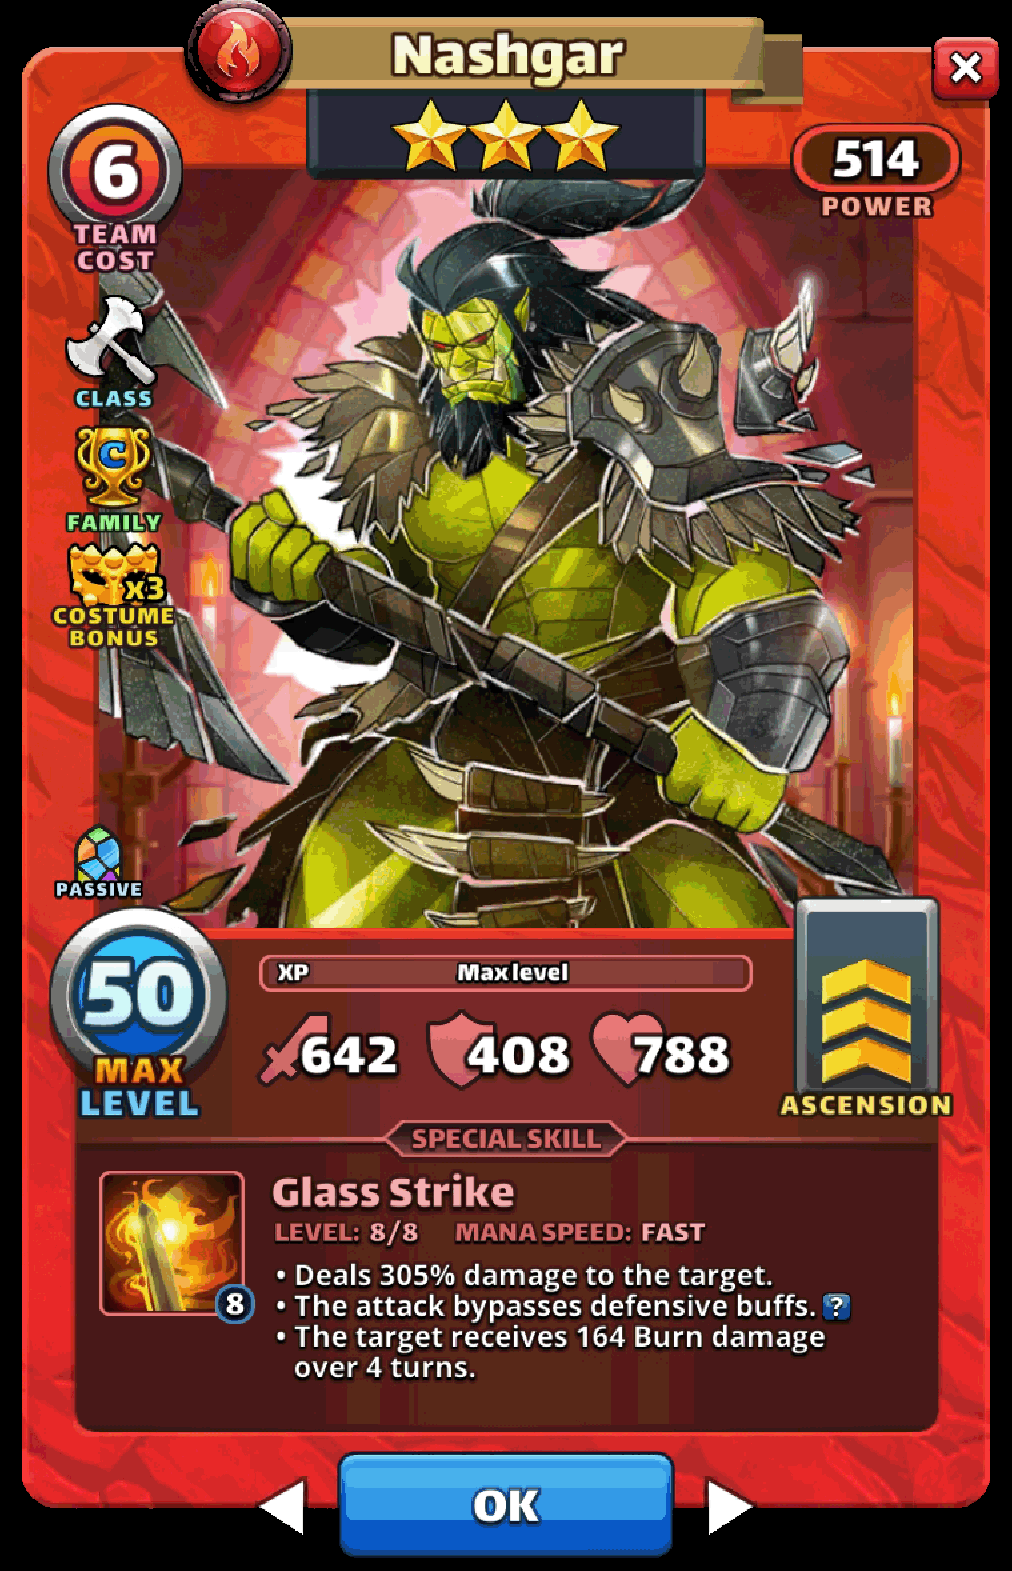 Nashgar
6
TEAM
COST
514
POWER
CLASS
C
FAMILY
x3
COSTUME
BONUS
PASSIVE
50
MAX
LEVEL
XP Max level
642 408 788
ASCENSION
SPECIAL SKILL
Glass Strike
LEVEL: 8/8 MANA SPEED: FAST
8
• Deals 305% damage to the target.
• The attack bypasses defensive buffs. ?
• The target receives 164 Burn damage
over 4 turns.
OK